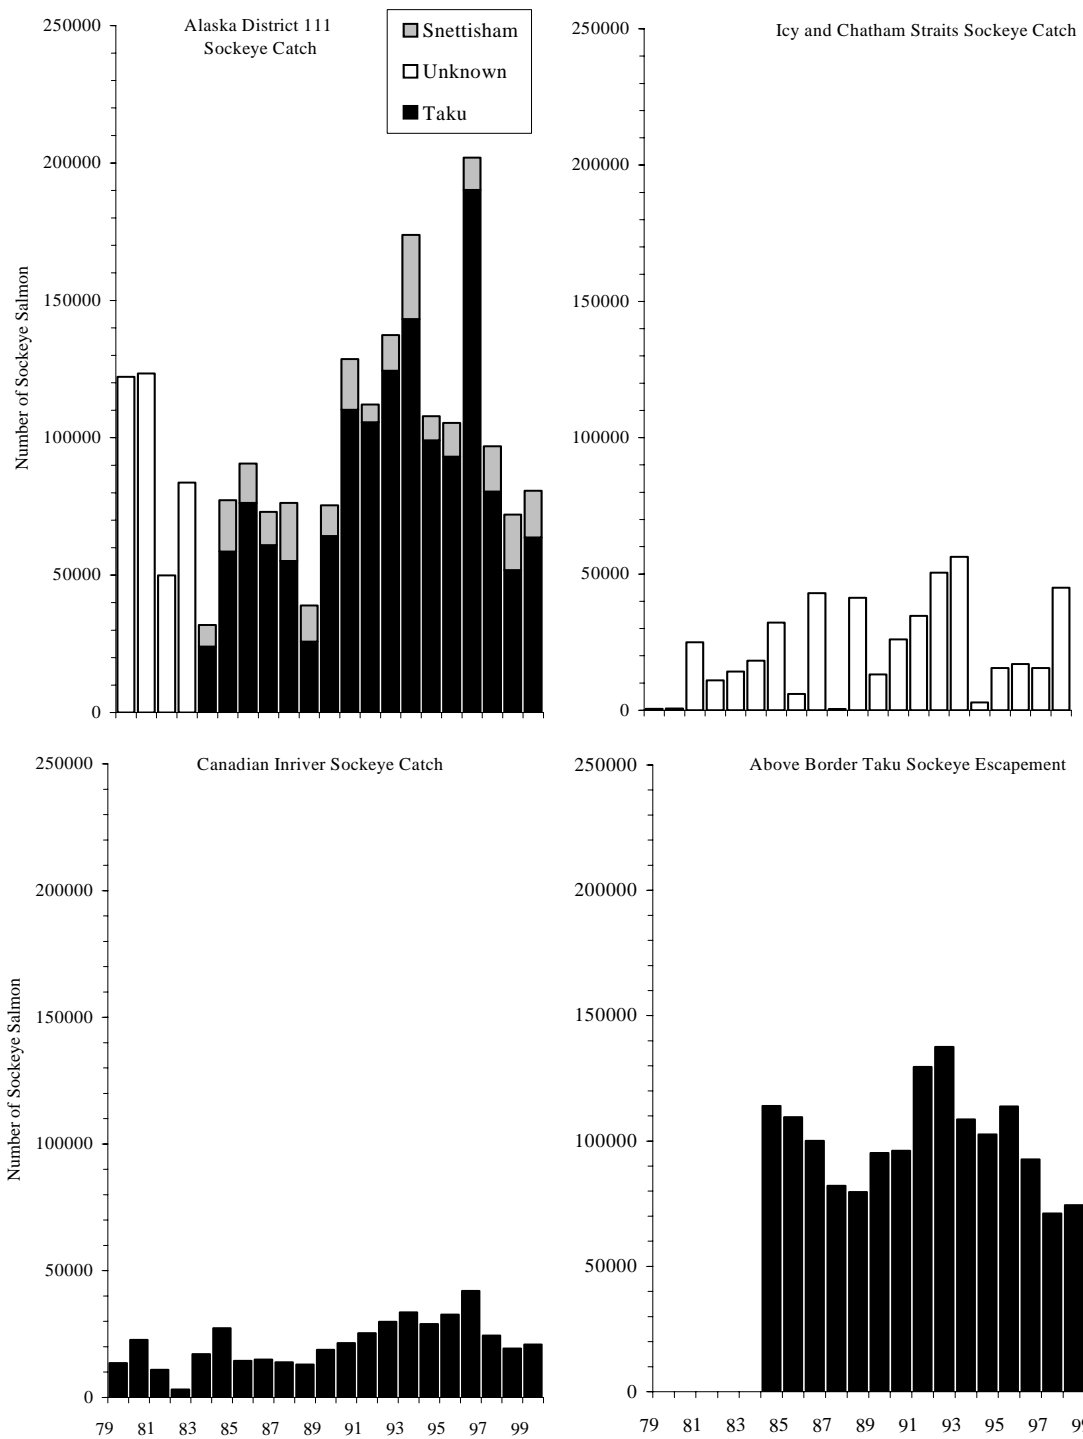 Alaska District 111
Sockeye Catch
Snettisham
Unknown
Taku
250000
200000
150000
100000
50000
0
Number of Sockeye Salmon
Icy and Chatham Straits Sockeye Catch
250000
200000
150000
100000
50000
0
Canadian Inriver Sockeye Catch
250000
200000
150000
100000
50000
0
Number of Sockeye Salmon
79 81 83 85 87 89 91 93 95 97 99
Above Border Taku Sockeye Escapement
250000
200000
150000
100000
50000
0
79 81 83 87 89 91 93 95 97 99